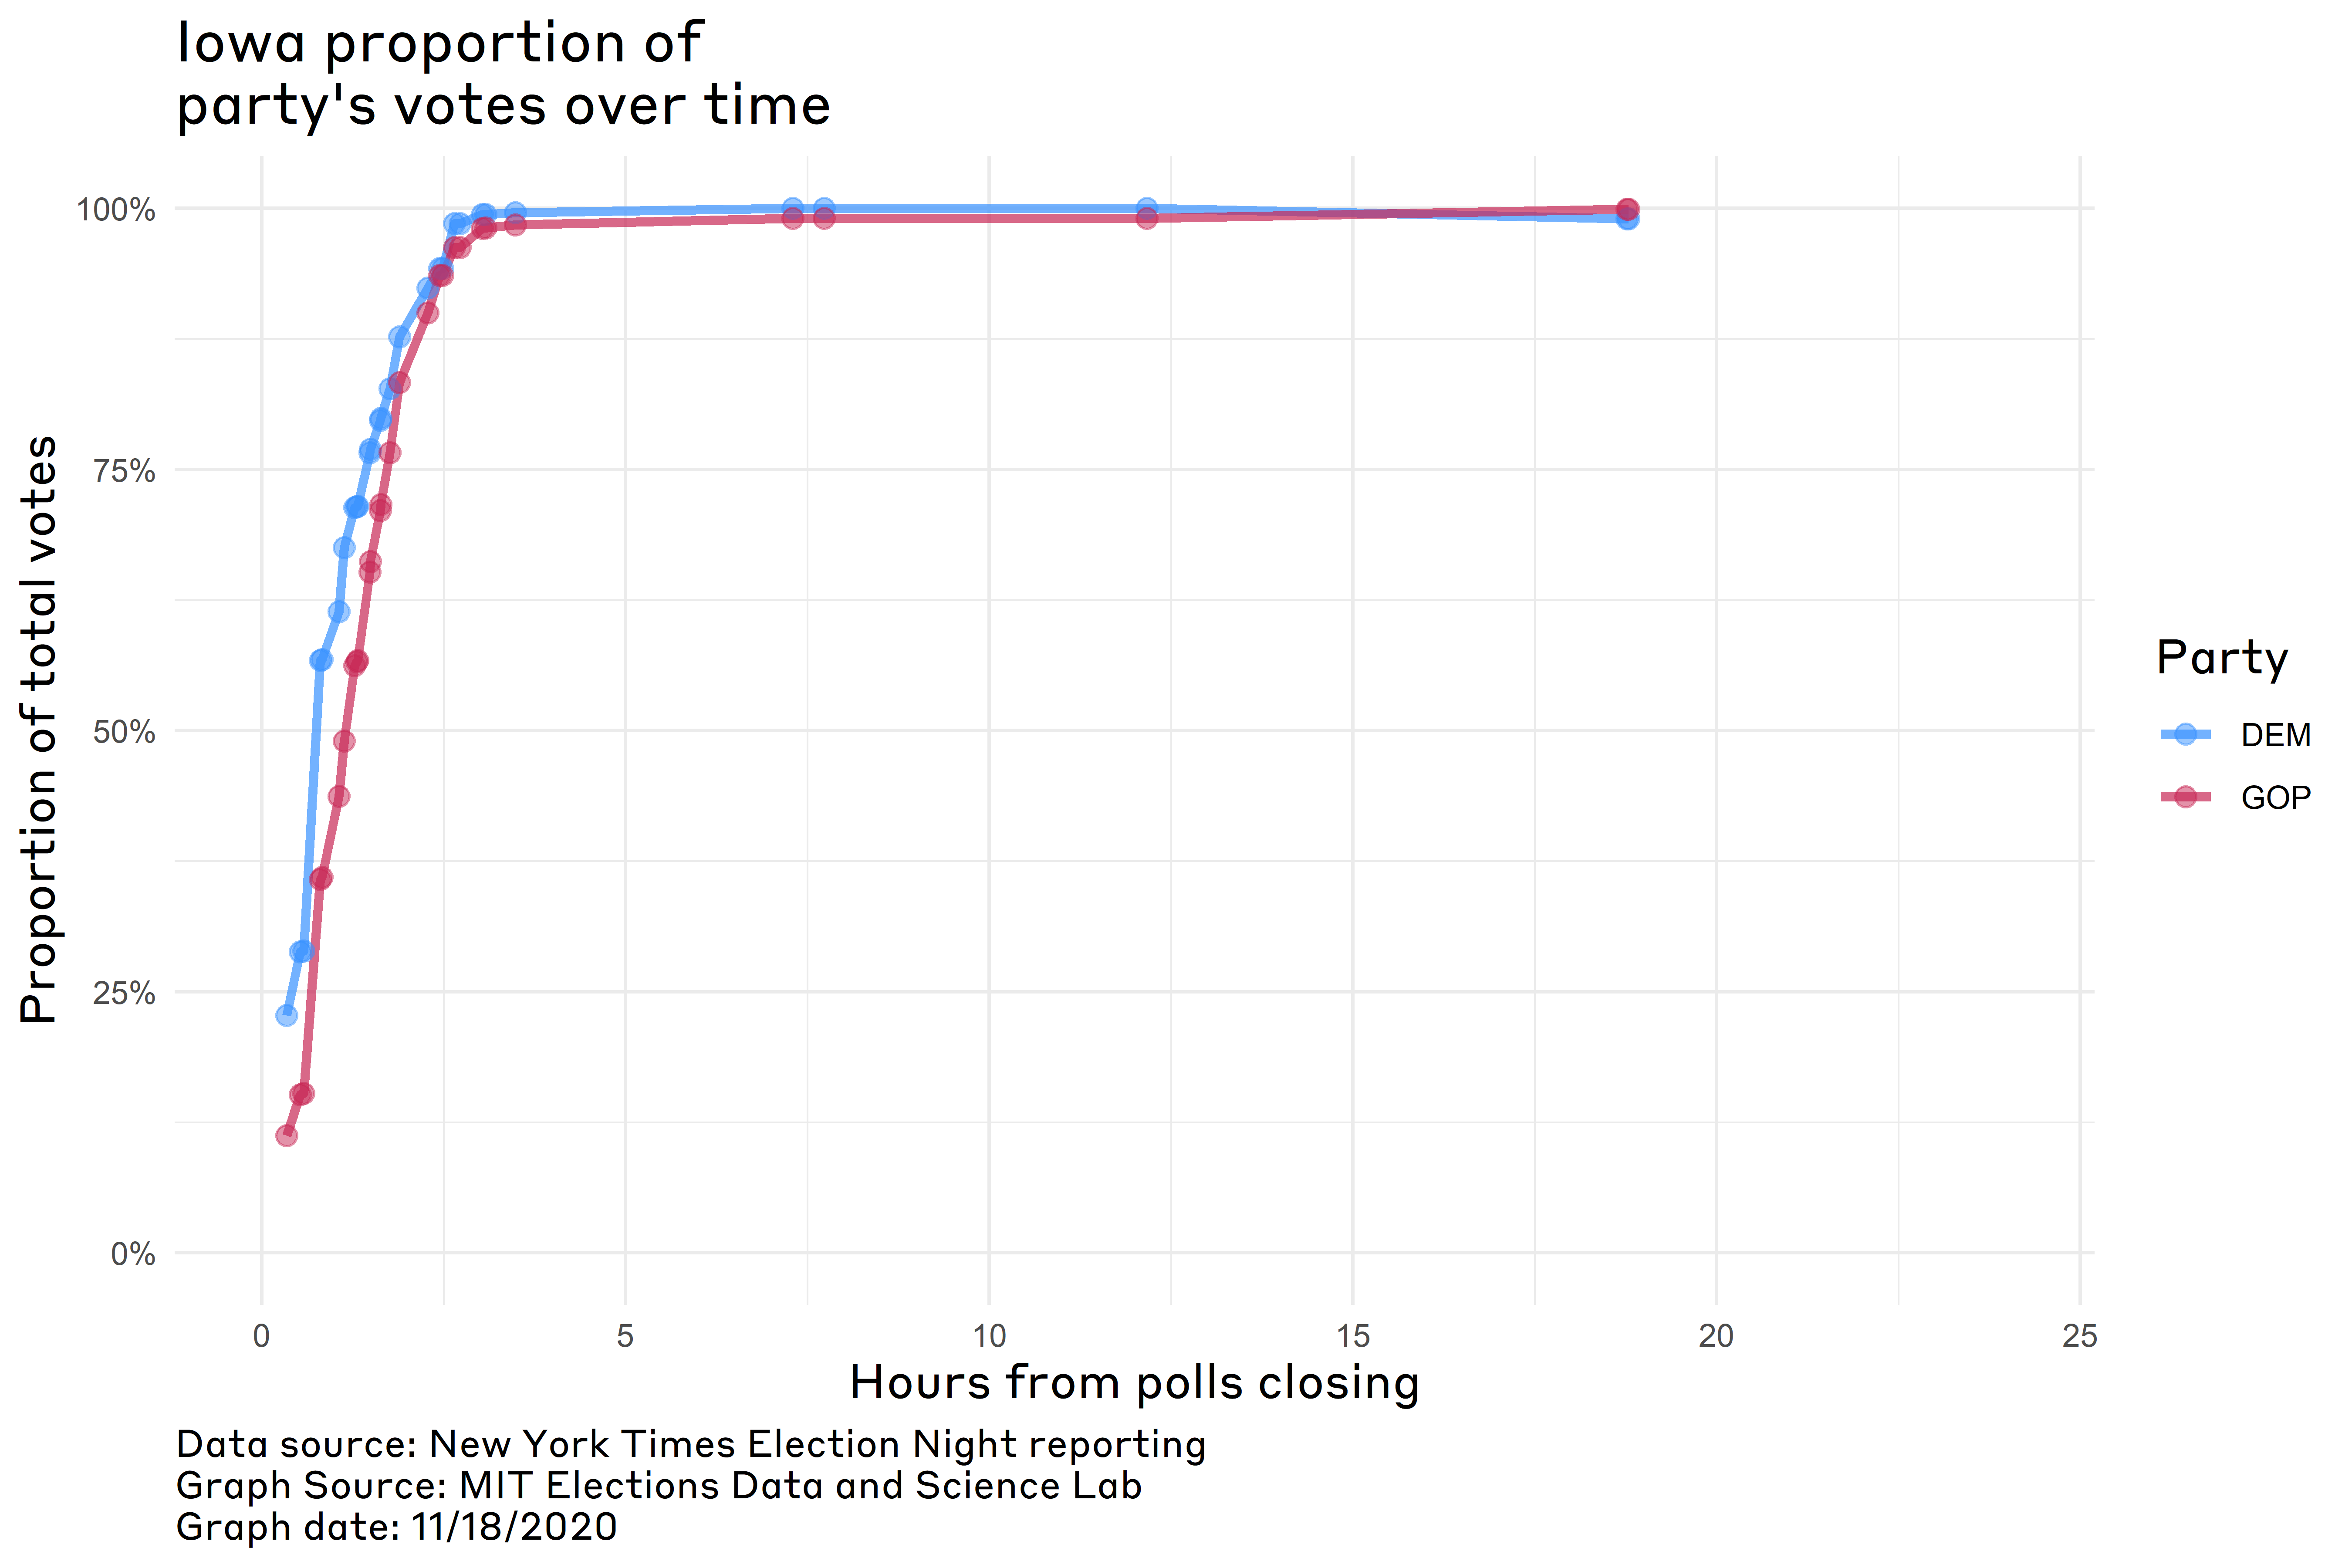 Iowa proportion of
party's votes over time
Proportion of total votes
100%
75%
50%
25%
0%
0 5 10 15 20 25
Hours from polls closing
Party
DEM
GOP
Data source: New York Times Election Night reporting
Graph Source: MIT Elections Data and Science Lab
Graph date: 11/18/2020